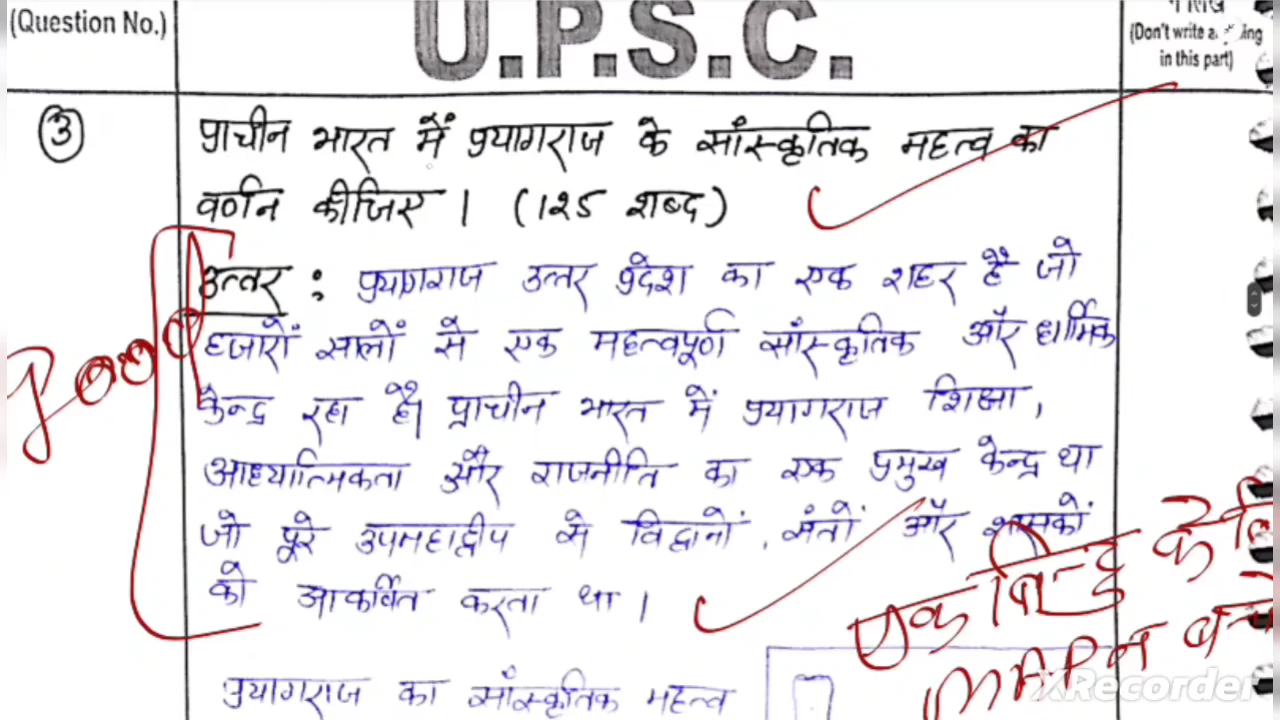 (Question No.)
U.P.S.C.
(Don't write
in this part)
3
प्राचीन भारत में प्रयागराज के सांस्कृतिक महत्व का
वर्णन कीजिए । (125 शब्द)
उत्तर : प्रयागराज उत्तर प्रदेश का एक शहर है जो
हजारों सालों से एक महत्वपूर्ण सांस्कृतिक और धार्मिक
केन्द्र रहा है। प्राचीन भारत में प्रयागराज शिक्षा,
आध्यात्मिकता और राजनीति का एक प्रमुख केन्द्र था
जो पूरे उपमहाद्वीप से विद्वानों, संतों और शासकों
को आकर्षित करता था ।
Good
एक बिन्दु के
MAP न
प्रयागराज का सांस्कृतिक महत्व
XRecorder